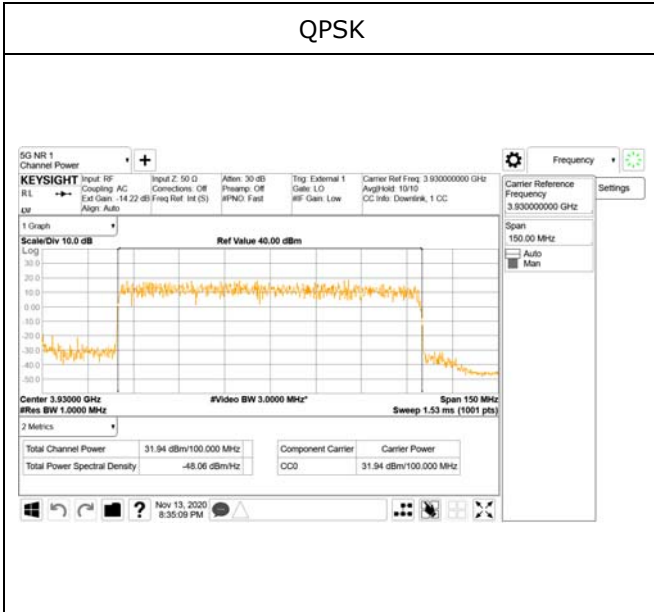 QPSK
5G NR 1
Channel Power
KEYSIGHT
RL
Input: RF
Coupling: AC
Ext Gain: -14.22 dB
Align: Auto
Input Z: 50 Ω
Corrections: Off
Freq Ref: Int (S)
Atten: 30 dB
Preamp: Off
#PNO: Fast
Trig: External 1
Gate: LO
#IF Gain: Low
Carrier Ref Freq: 3.930000000 GHz
Avg|Hold: 10/10
CC Info: Downlink, 1 CC
1 Graph
Scale/Div 10.0 dB
Ref Value 40.00 dBm
Log
30.0
20.0
10.0
0.00
-10.0
-20.0
-30.0
-40.0
-50.0
Center 3.93000 GHz
#Video BW 3.0000 MHz*
Span 150 MHz
#Res BW 1.0000 MHz
Sweep 1.53 ms (1001 pts)
2 Metrics
Total Channel Power 31.94 dBm/100.000 MHz
Total Power Spectral Density -48.06 dBm/Hz
Component Carrier Carrier Power
CC0 31.94 dBm/100.000 MHz
Nov 13, 2020
8:35:09 PM
Frequency
Carrier Reference
Frequency
3.930000000 GHz
Settings
Span
150.00 MHz
Auto
Man